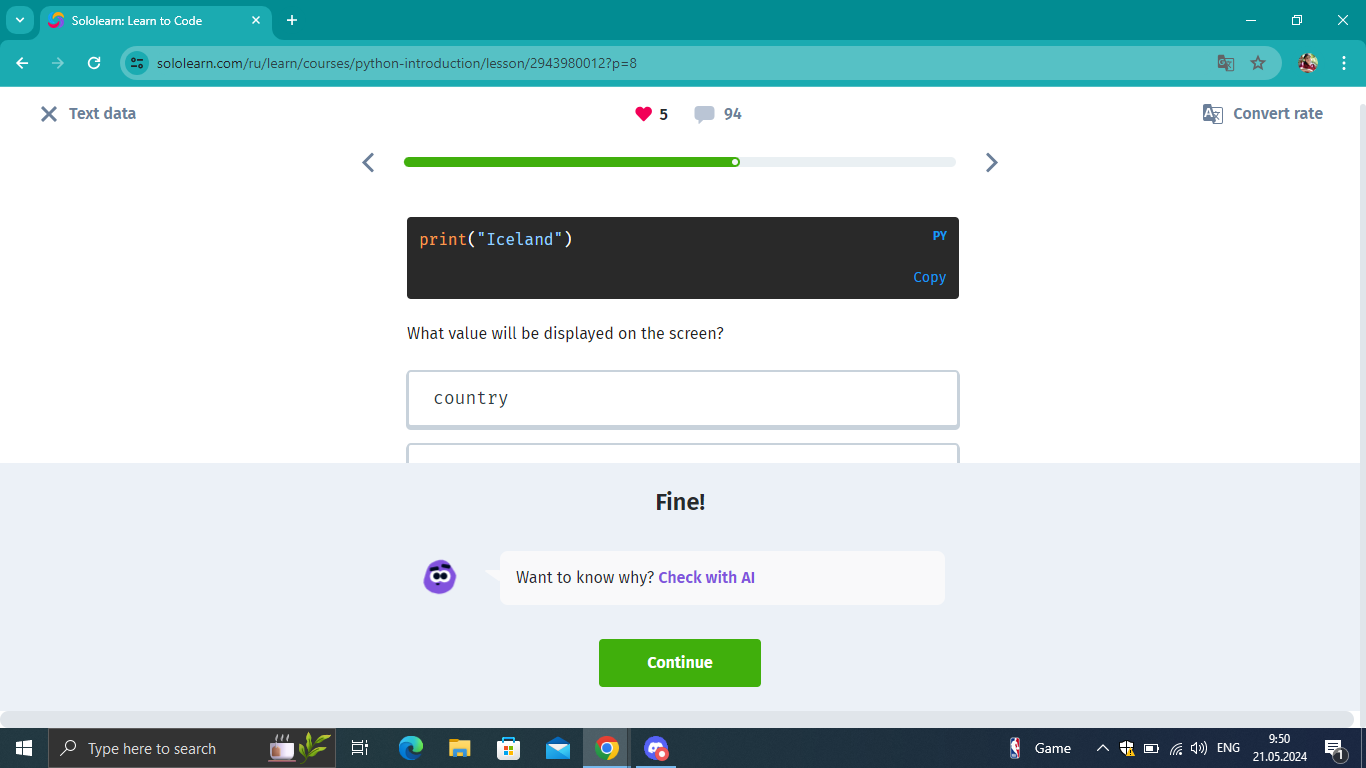 Sololearn: Learn to Code
sololearn.com/ru/learn/courses/python-introduction/lesson/2943980012?p=8
Text data
5
94
Convert rate
print("Iceland")
PY
Copy
What value will be displayed on the screen?
country
Fine!
Want to know why? Check with AI
Continue
Type here to search
Game
ENG
9:50
21.05.2024
1